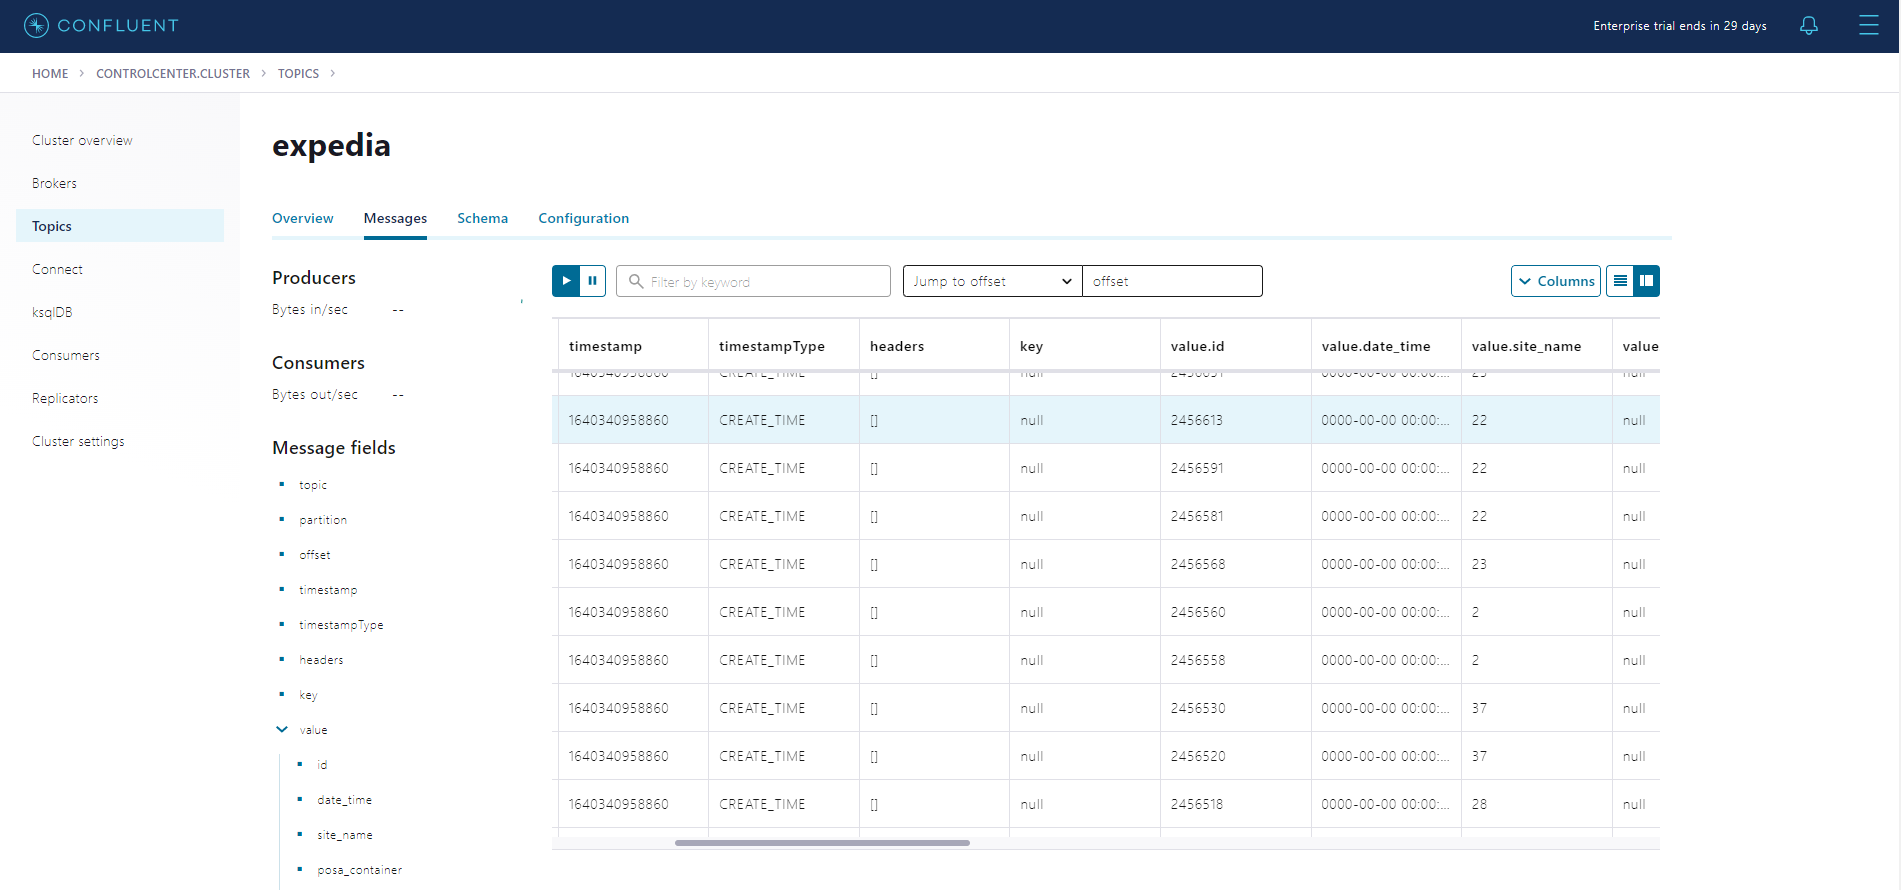 CONFLUENT
Enterprise trial ends in 29 days
HOME > CONTROLCENTER.CLUSTER > TOPICS >
Cluster overview
Brokers
Topics
Connect
ksqlDB
Consumers
Replicators
Cluster settings
expedia
Overview Messages Schema Configuration
Producers
Bytes in/sec --
Consumers
Bytes out/sec --
Message fields
topic
partition
offset
timestamp
timestampType
headers
key
value
id
date_time
site_name
posa_container
Filter by keyword
Jump to offset
offset
Columns
timestamp timestampType headers key value.id value.date_time value.site_name value
1640340958860 CREATE_TIME [] null 2456613 0000-00-00 00:00:... 22 null
1640340958860 CREATE_TIME [] null 2456591 0000-00-00 00:00:... 22 null
1640340958860 CREATE_TIME [] null 2456581 0000-00-00 00:00:... 22 null
1640340958860 CREATE_TIME [] null 2456568 0000-00-00 00:00:... 23 null
1640340958860 CREATE_TIME [] null 2456560 0000-00-00 00:00:... 2 null
1640340958860 CREATE_TIME [] null 2456558 0000-00-00 00:00:... 2 null
1640340958860 CREATE_TIME [] null 2456530 0000-00-00 00:00:... 37 null
1640340958860 CREATE_TIME [] null 2456520 0000-00-00 00:00:... 37 null
1640340958860 CREATE_TIME [] null 2456518 0000-00-00 00:00:... 28 null